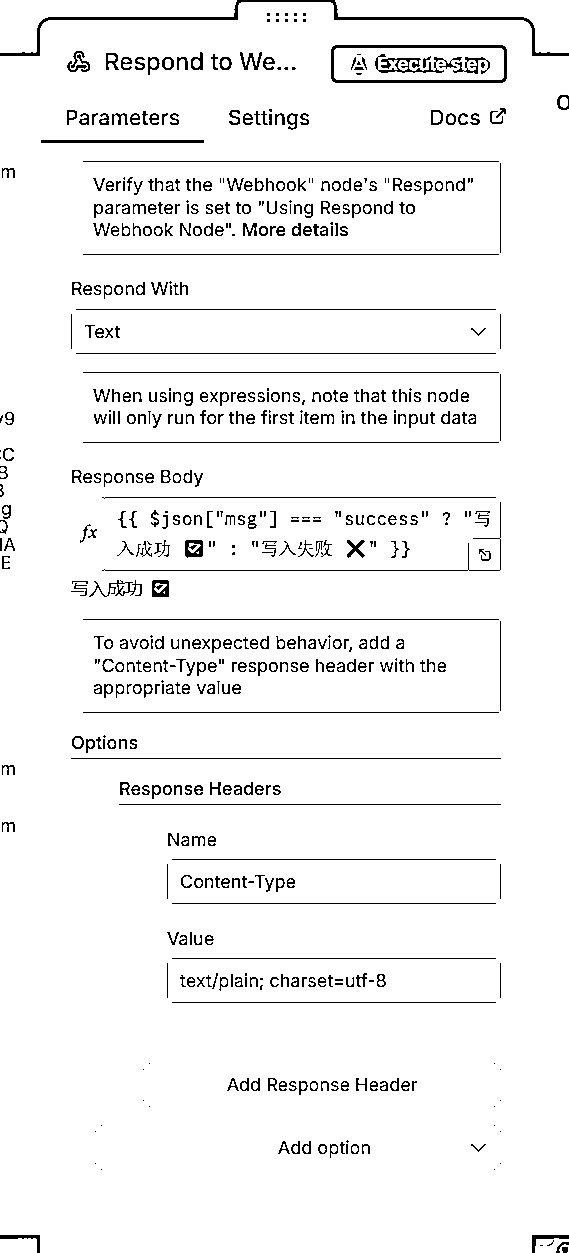 Respond to We...
Execute step
Parameters
Settings
Docs
Verify that the "Webhook" node's "Respond"
parameter is set to "Using Respond to
Webhook Node". More details
Respond With
Text
When using expressions, note that this node
will only run for the first item in the input data
Response Body
fx
{{ $json["msg"] === "success" ? "写
入成功 ✅" : "写入失败 ❌" }}
写入成功 ✅
To avoid unexpected behavior, add a
"Content-Type" response header with the
appropriate value
Options
Response Headers
Name
Content-Type
Value
text/plain; charset=utf-8
Add Response Header
Add option